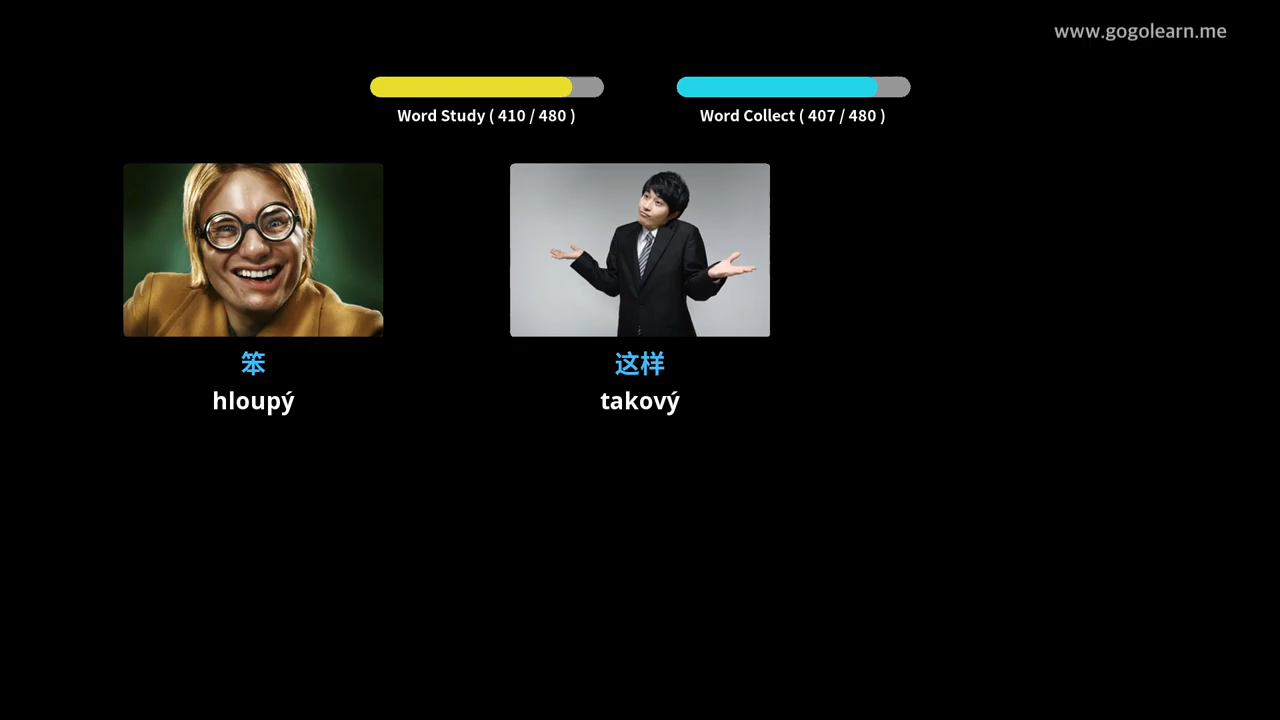 www.gogolearn.me
Word Study ( 410 / 480 )
Word Collect ( 407 / 480 )
笨
hloupý
这样
takový